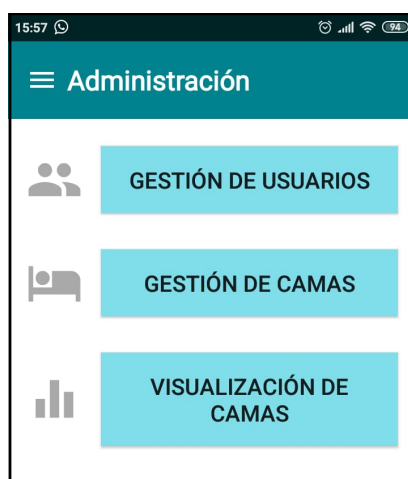 15:57 94
Administración
GESTIÓN DE USUARIOS
GESTIÓN DE CAMAS
VISUALIZACIÓN DE
CAMAS